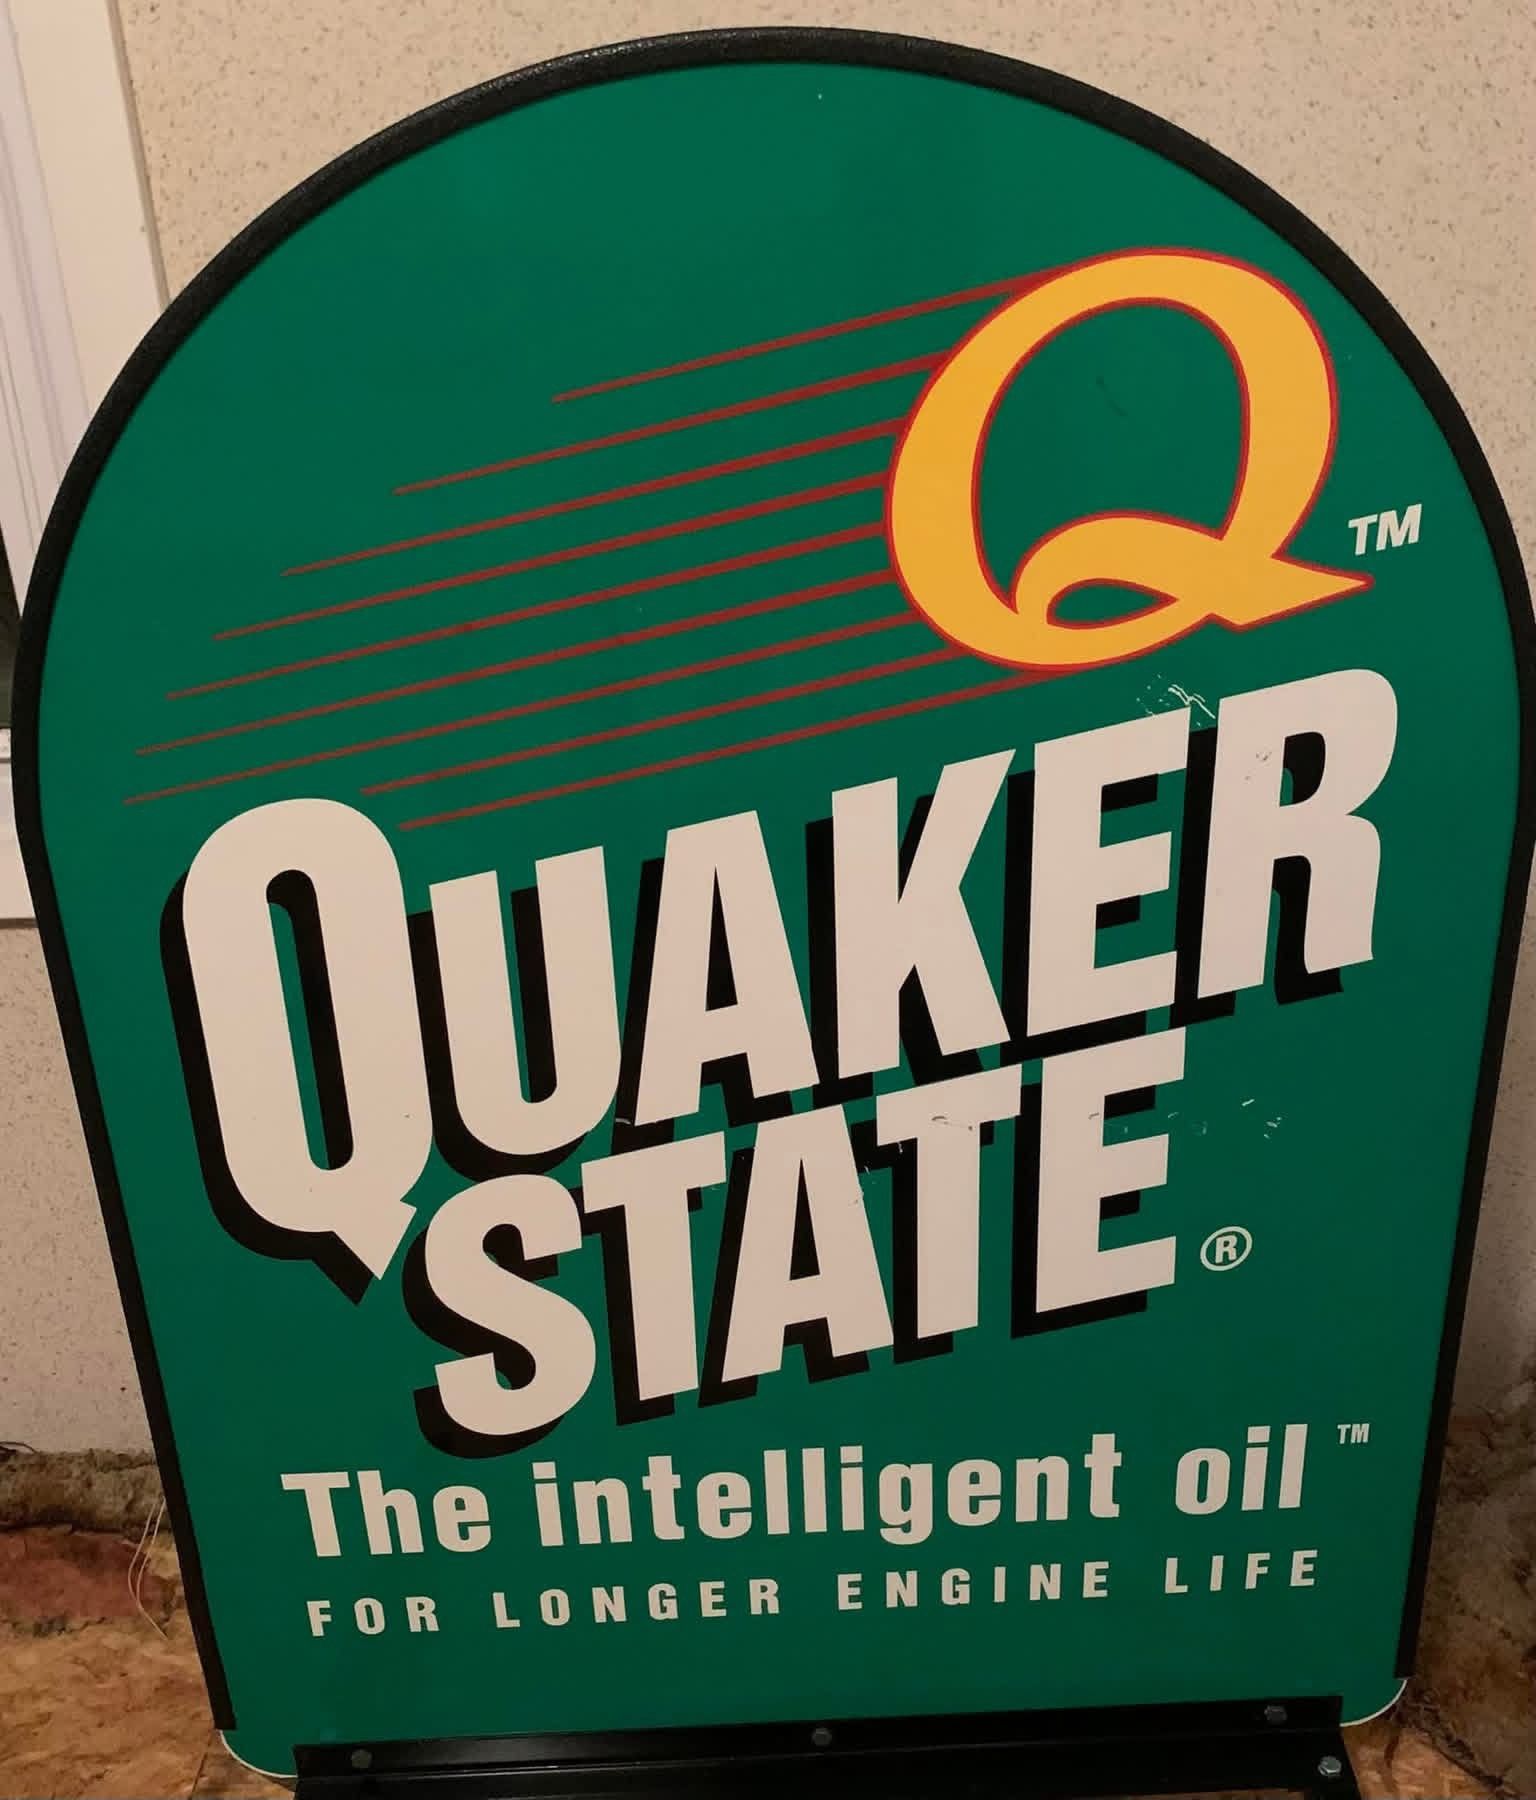 Q™
QUAKER
STATE®
The intelligent oil™
FOR LONGER ENGINE LIFE